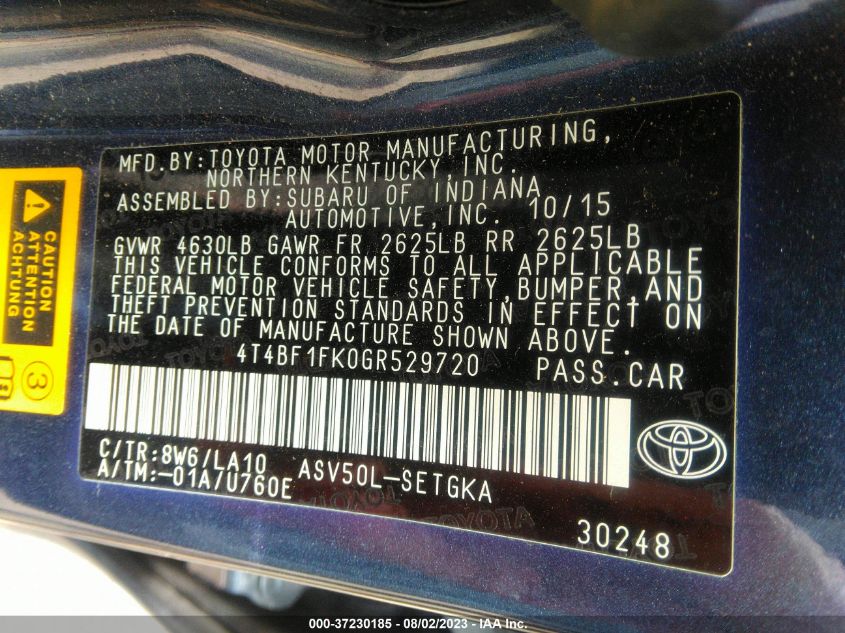 MFD.BY:TOYOTA MOTOR MANUFACTURING,
NORTHERN KENTUCKY,INC.
ASSEMBLED BY:SUBARU OF INDIANA
AUTOMOTIVE,INC. 10/15
GVWR 4630LB GAWR FR 2625LB RR 2625LB
THIS VEHICLE CONFORMS TO ALL APPLICABLE
FEDERAL MOTOR VEHICLE SAFETY,BUMPER,AND
THEFT PREVENTION STANDARDS IN EFFECT ON
THE DATE OF MANUFACTURE SHOWN ABOVE.
4T4BF1FK0GR529720 PASS.CAR
C/TR:8W6/LA10 ASV50L-SETGKA
A/TM:-01A/U760E
30248
TOYOTA
CAUTION
ATTENTION
ACHTUNG
3
000-37230185 - 08/02/2023 - IAA Inc.